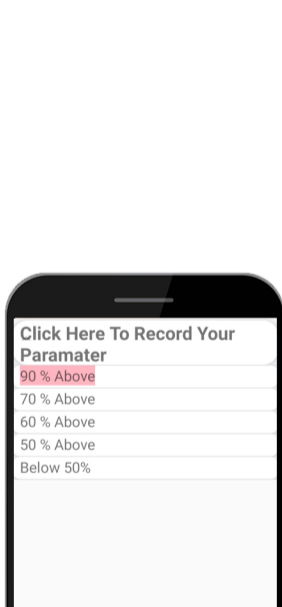 Click Here To Record Your
Paramater
90 % Above
70 % Above
60 % Above
50 % Above
Below 50%